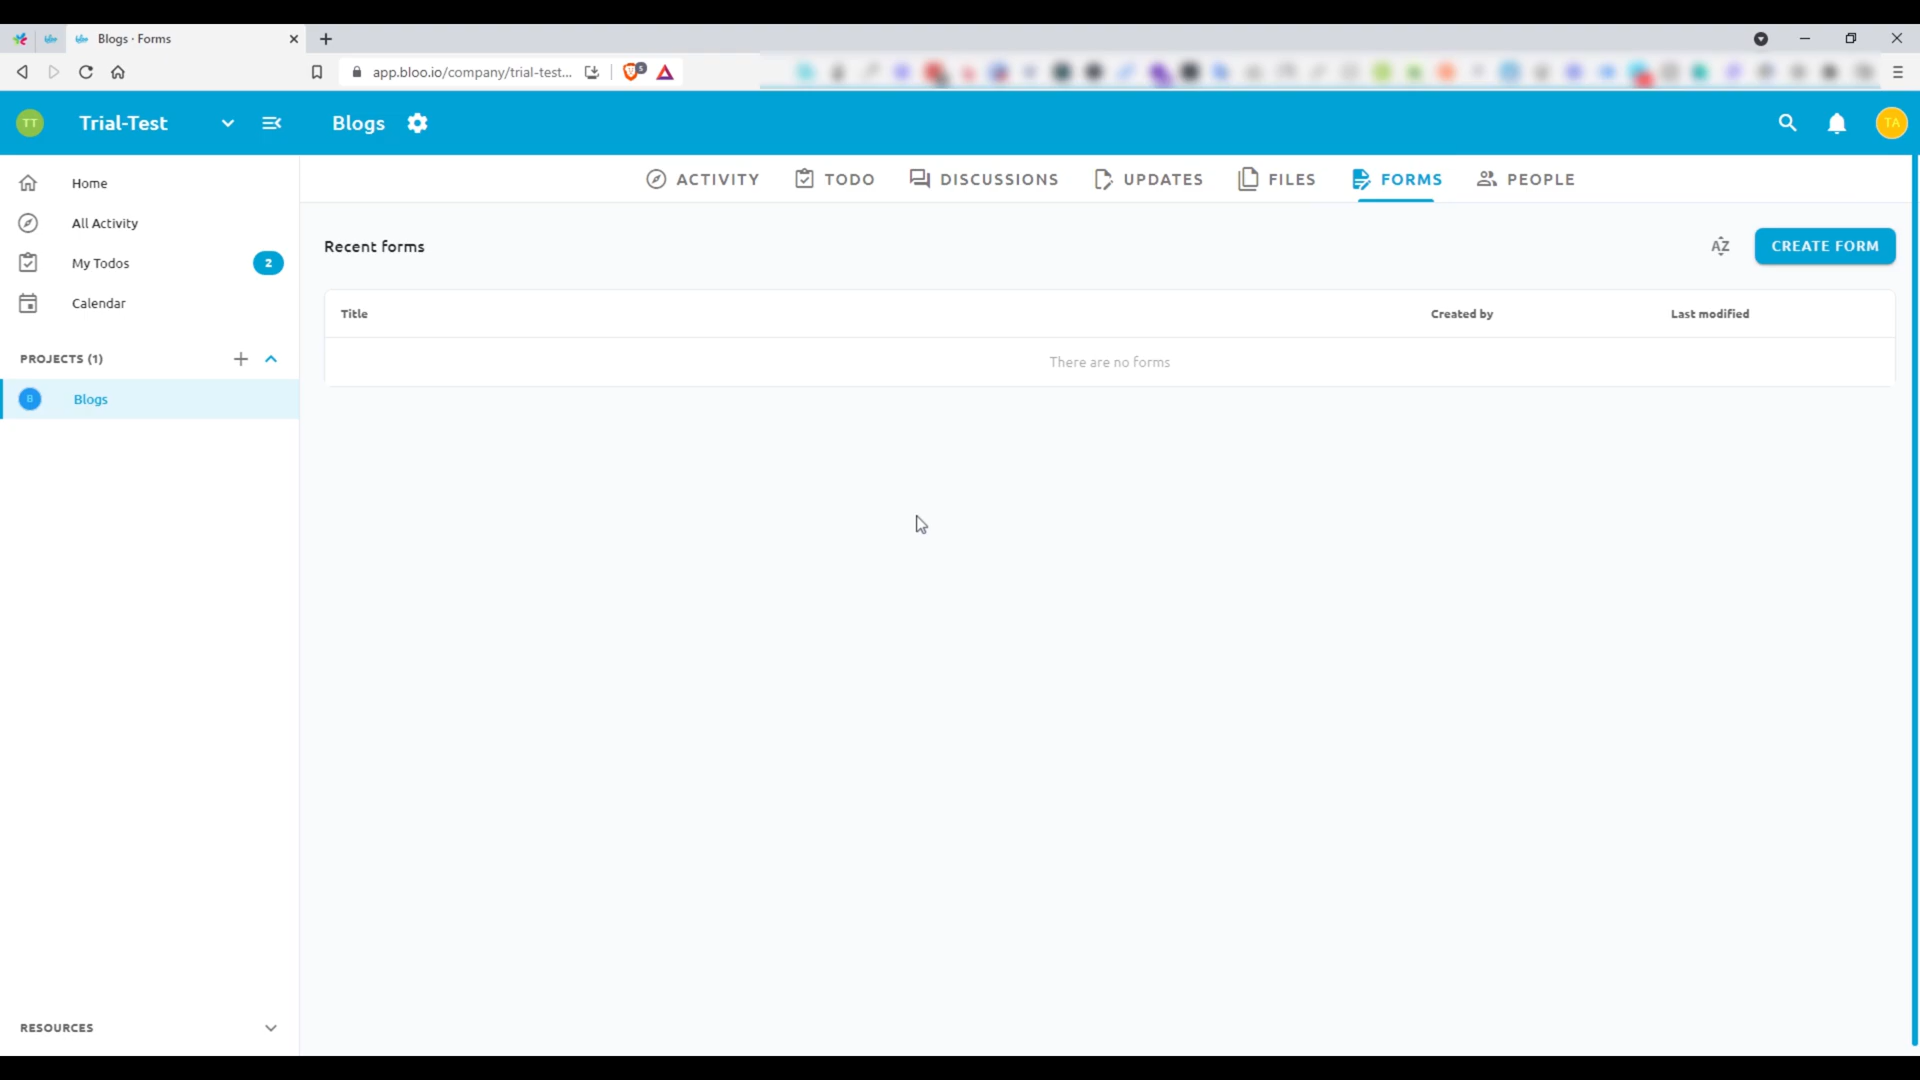 Blogs · Forms
app.bloo.io/company/trial-test...
5
TT
Trial-Test
Blogs
TA
Home
All Activity
My Todos
2
Calendar
PROJECTS (1)
B
Blogs
RESOURCES
ACTIVITY
TODO
DISCUSSIONS
UPDATES
FILES
FORMS
PEOPLE
Recent forms
AZ
CREATE FORM
Title
Created by
Last modified
There are no forms